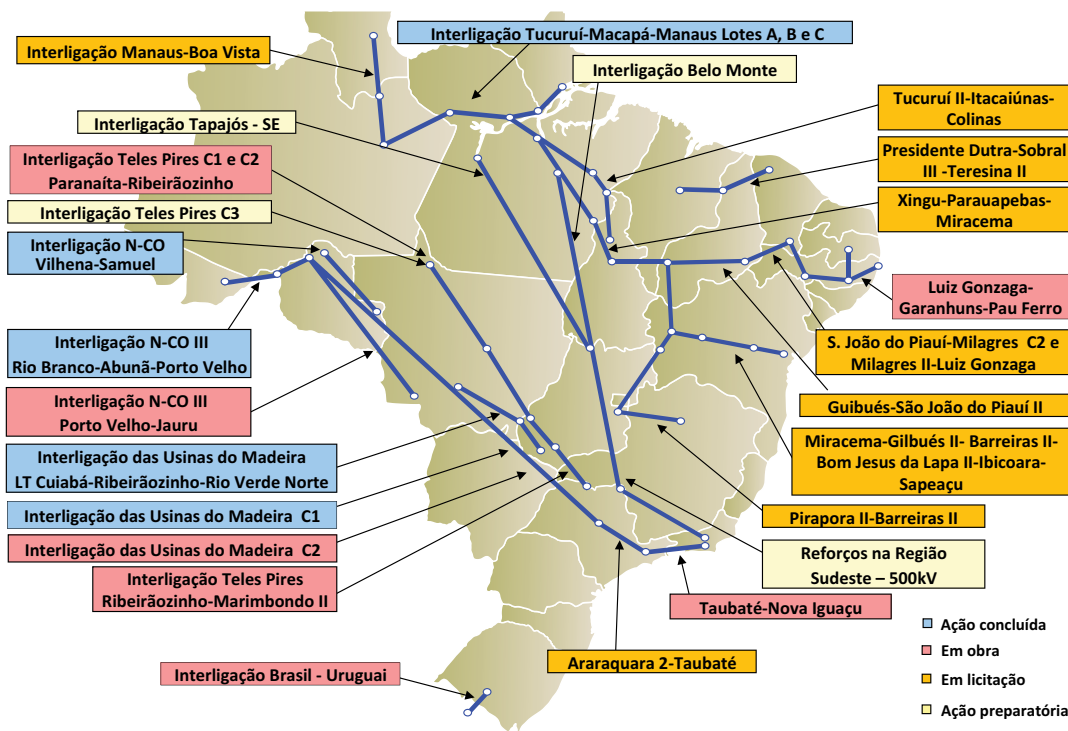 Interligação Manaus-Boa Vista
Interligação Tucuruí-Macapá-Manaus Lotes A, B e C
Interligação Belo Monte
Interligação Tapajós - SE
Interligação Teles Pires C1 e C2
Paranaíta-Ribeirãozinho
Interligação Teles Pires C3
Interligação N-CO
Vilhena-Samuel
Interligação N-CO III
Rio Branco-Abunã-Porto Velho
Interligação N-CO III
Porto Velho-Jauru
Interligação das Usinas do Madeira
LT Cuiabá-Ribeirãozinho-Rio Verde Norte
Interligação das Usinas do Madeira C1
Interligação das Usinas do Madeira C2
Interligação Teles Pires
Ribeirãozinho-Marimbondo II
Interligação Brasil - Uruguai
Tucuruí II-Itacaiúnas-
Colinas
Presidente Dutra-Sobral
III -Teresina II
Xingu-Parauapebas-
Miracema
Luiz Gonzaga-
Garanhuns-Pau Ferro
S. João do Piauí-Milagres C2 e
Milagres II-Luiz Gonzaga
Guibués-São João do Piauí II
Miracema-Gilbués II- Barreiras II-
Bom Jesus da Lapa II-Ibicoara-
Sapeaçu
Pirapora II-Barreiras II
Reforços na Região
Sudeste – 500kV
Taubaté-Nova Iguaçu
Araraquara 2-Taubaté
Ação concluída
Em obra
Em licitação
Ação preparatória